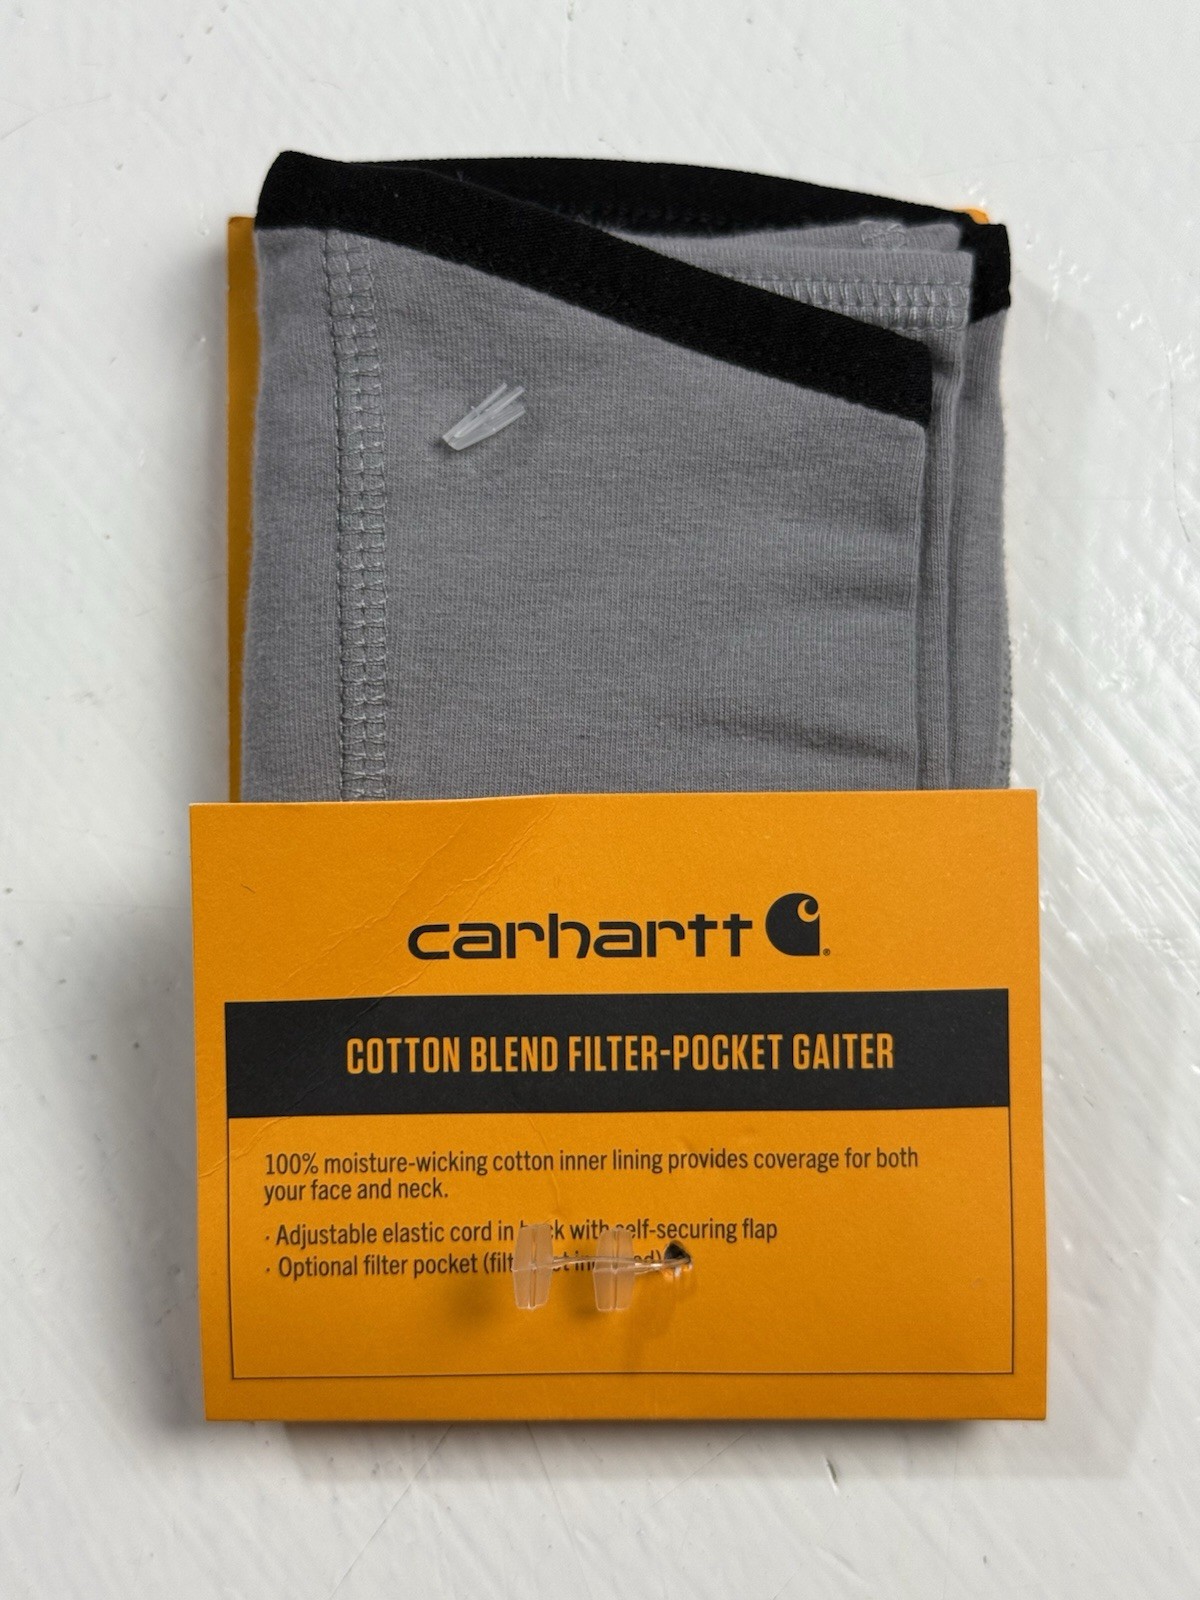 carhartt
COTTON BLEND FILTER-POCKET GAITER
100% moisture-wicking cotton inner lining provides coverage for both
your face and neck.
· Adjustable elastic cord in with self-securing flap
· Optional filter pocket